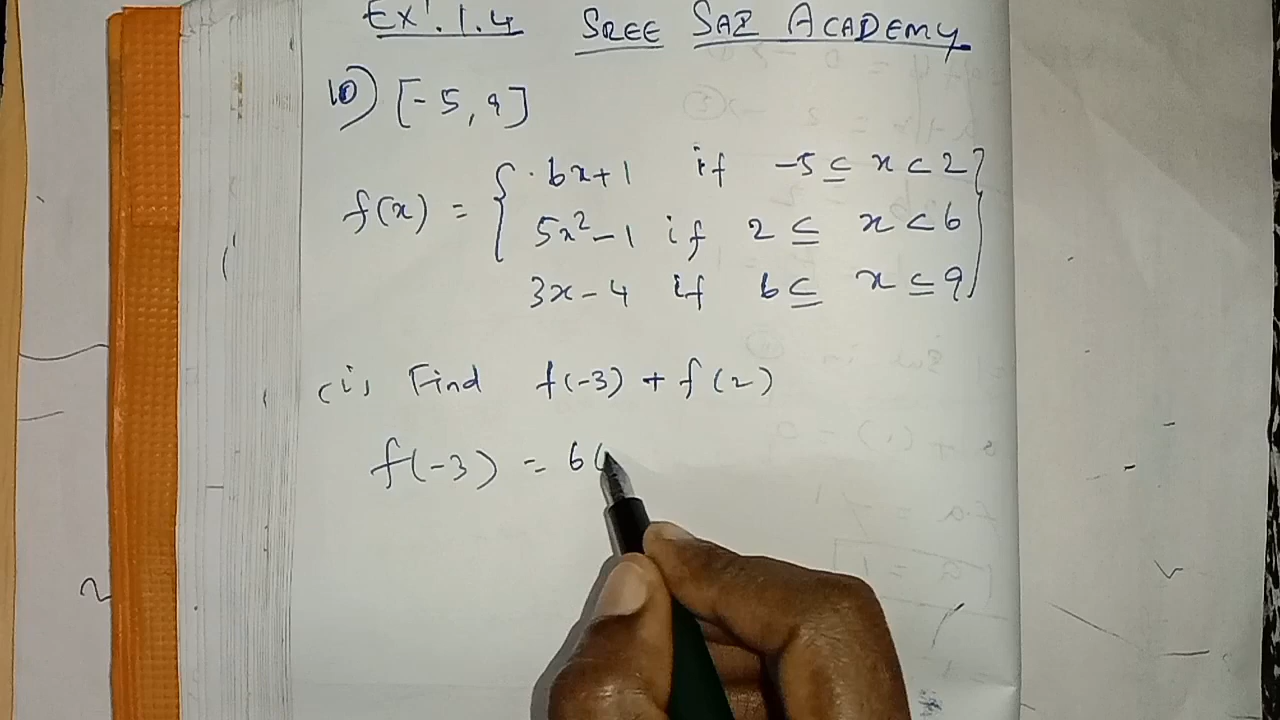 Ex. 1.4 SREE SAI ACADEMY
10) [-5, 9]
f(x) = { 6x+1 if -5 ≤ x < 2
5x²-1 if 2 ≤ x < 6
3x-4 if 6 ≤ x ≤ 9 }
(i) Find f(-3) + f(2)
f(-3) = 6(